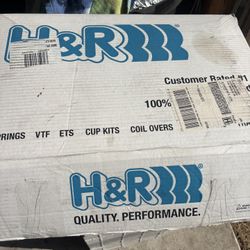 H&R®
Customer Rated #1
100%
RINGS VTF ETS CUP KITS COIL OVERS
H&R®
QUALITY. PERFORMANCE.